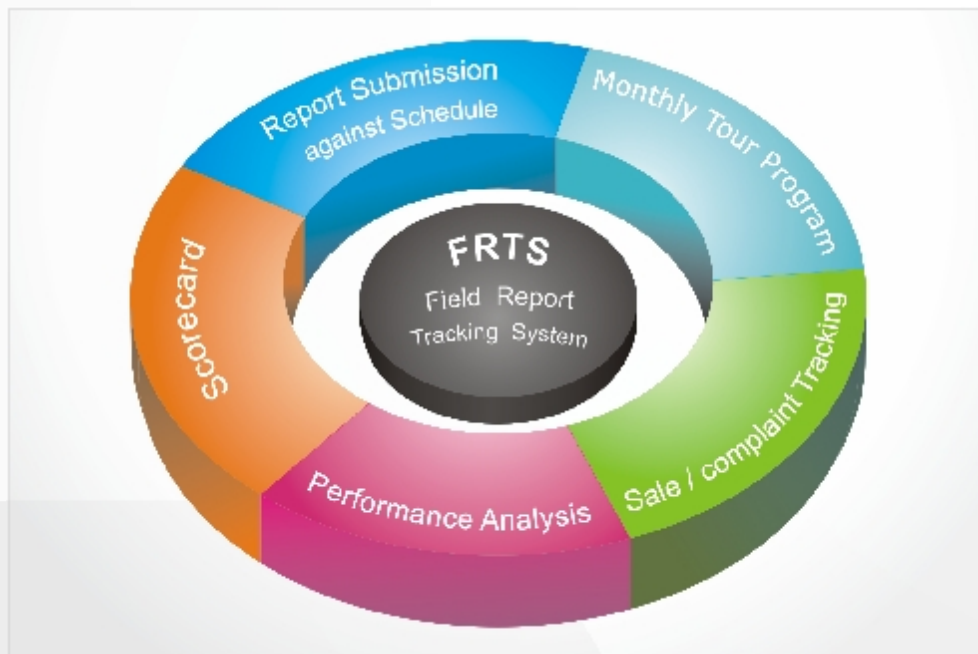 Report Submission
against Schedule
Monthly Tour Program
Sale / complaint Tracking
Performance Analysis
Scorecard
FRTS
Field Report
Tracking System